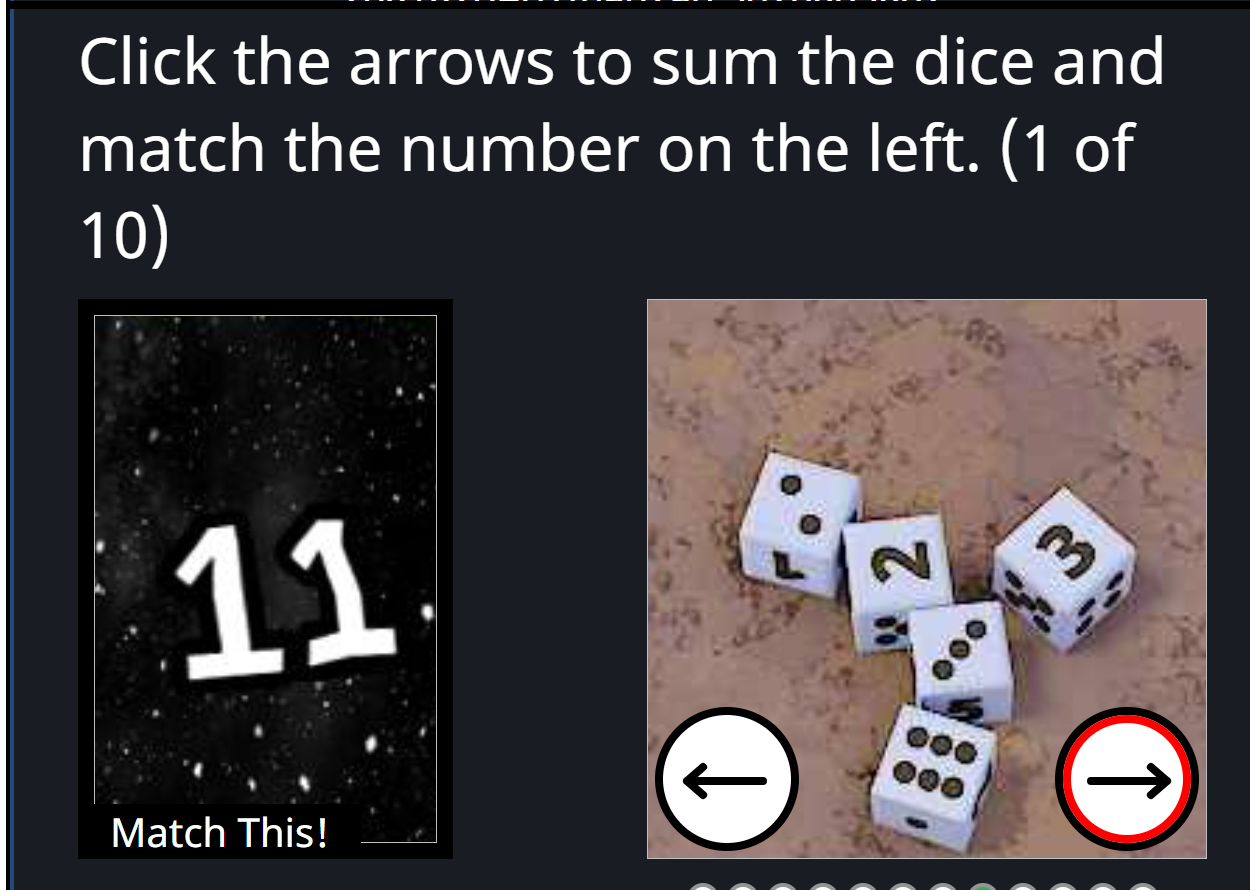 Click the arrows to sum the dice and
match the number on the left. (1 of
10)
11
2
3
Match This!